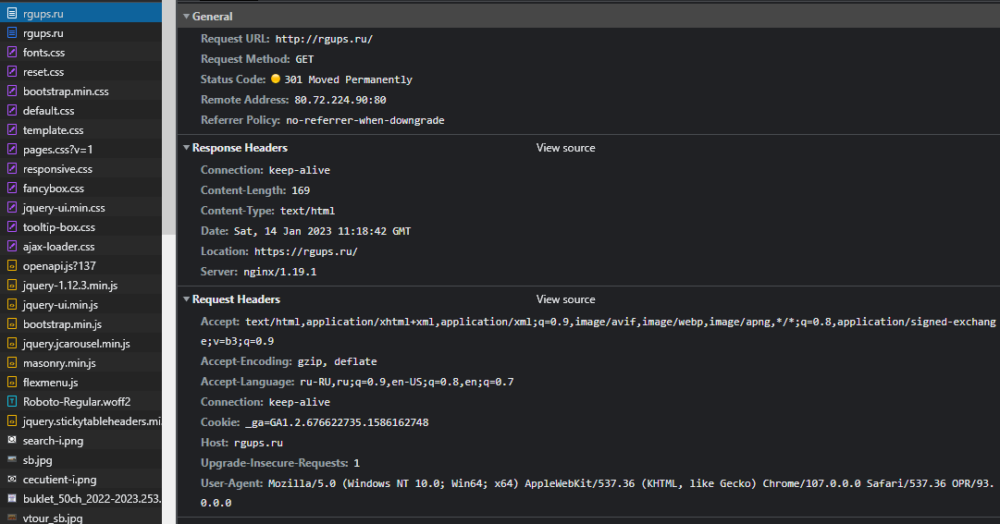 rgups.ru
rgups.ru
fonts.css
reset.css
bootstrap.min.css
default.css
template.css
pages.css?v=1
responsive.css
fancybox.css
jquery-ui.min.css
tooltip-box.css
ajax-loader.css
openapi.js?137
jquery-1.12.3.min.js
jquery-ui.min.js
bootstrap.min.js
jquery.jcarousel.min.js
masonry.min.js
flexmenu.js
Roboto-Regular.woff2
jquery.stickytableheaders.mi
search-i.png
sb.jpg
cecutient-i.png
buklet_50ch_2022-2023.253.
vtour_sb.jpg
General
Request URL: http://rgups.ru/
Request Method: GET
Status Code: 301 Moved Permanently
Remote Address: 80.72.224.90:80
Referrer Policy: no-referrer-when-downgrade
Response Headers View source
Connection: keep-alive
Content-Length: 169
Content-Type: text/html
Date: Sat, 14 Jan 2023 11:18:42 GMT
Location: https://rgups.ru/
Server: nginx/1.19.1
Request Headers View source
Accept: text/html,application/xhtml+xml,application/xml;q=0.9,image/avif,image/webp,image/apng,*/*;q=0.8,application/signed-exchang
e;v=b3;q=0.9
Accept-Encoding: gzip, deflate
Accept-Language: ru-RU,ru;q=0.9,en-US;q=0.8,en;q=0.7
Connection: keep-alive
Cookie: _ga=GA1.2.676622735.1586162748
Host: rgups.ru
Upgrade-Insecure-Requests: 1
User-Agent: Mozilla/5.0 (Windows NT 10.0; Win64; x64) AppleWebKit/537.36 (KHTML, like Gecko) Chrome/107.0.0.0 Safari/537.36 OPR/93.
0.0.0